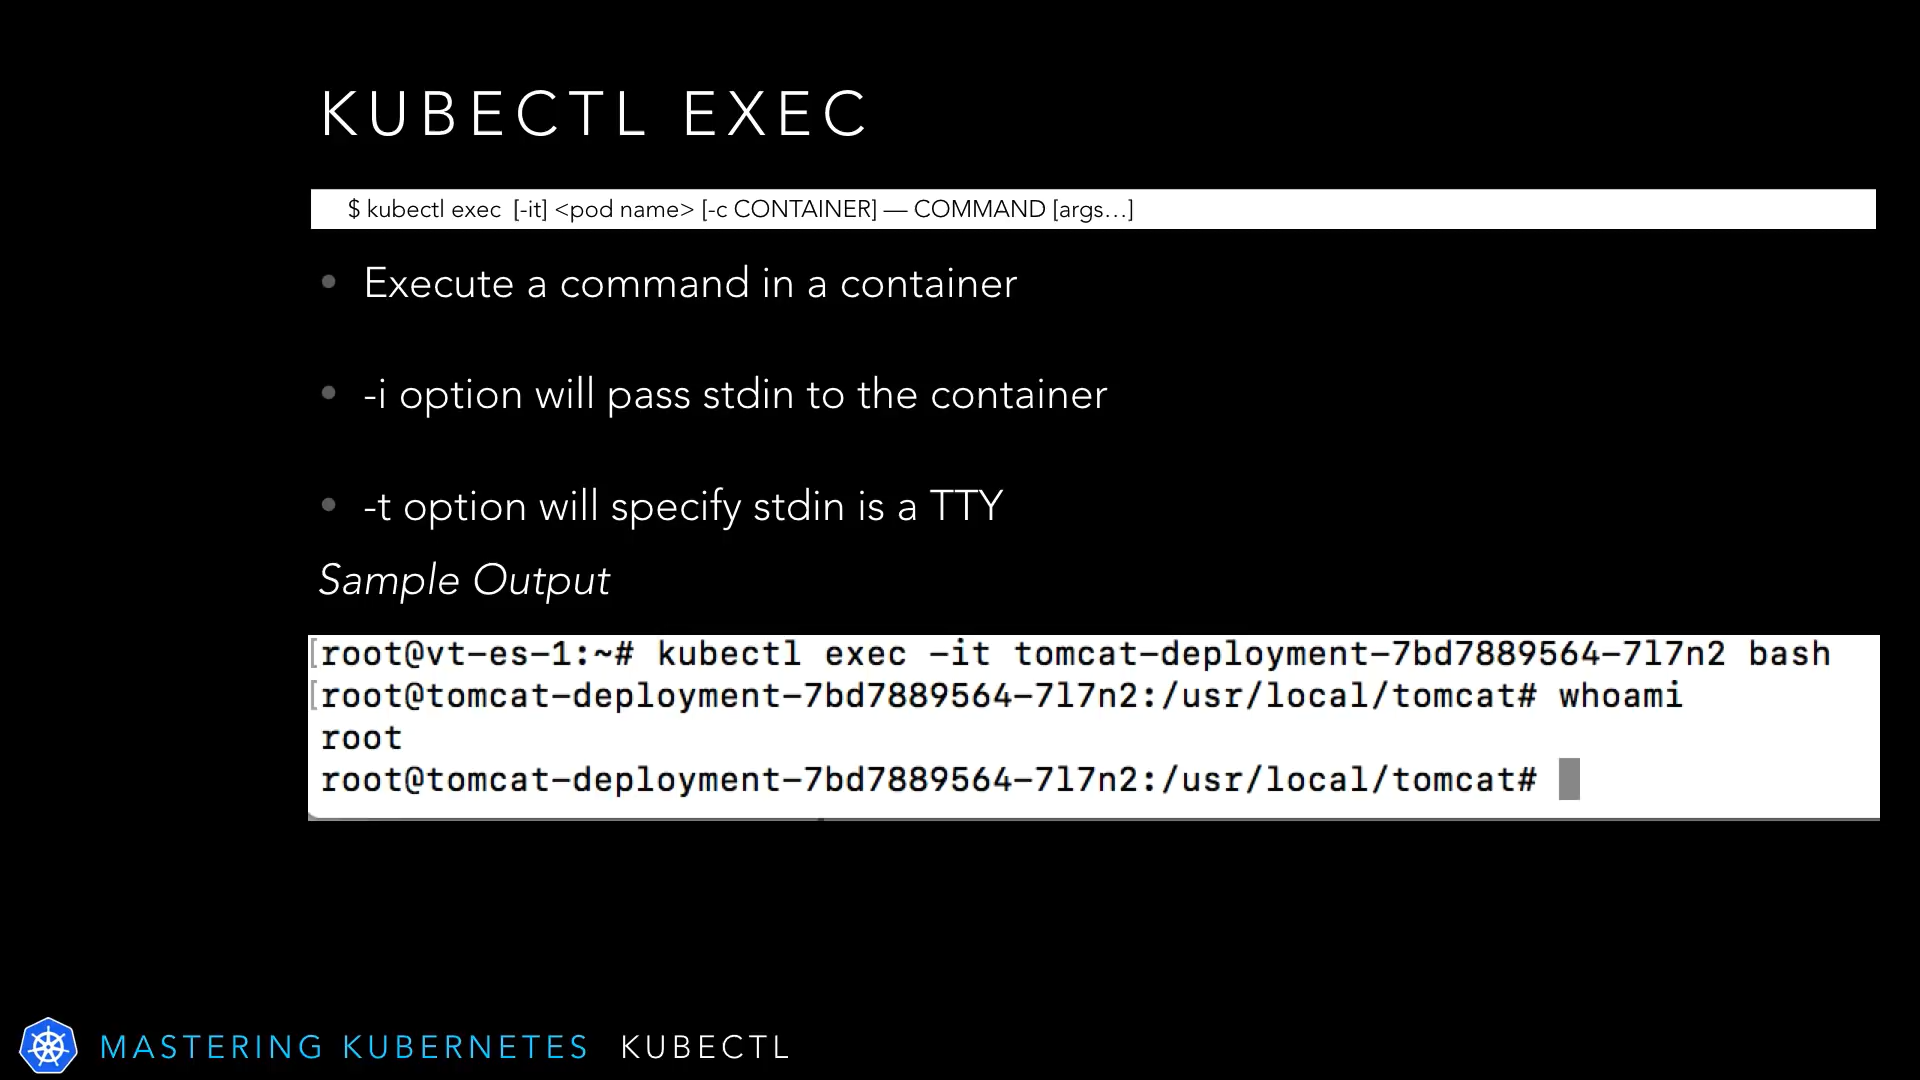 KUBECTL EXEC
$ kubectl exec [-it] <pod name> [-c CONTAINER] — COMMAND [args…]
• Execute a command in a container
• -i option will pass stdin to the container
• -t option will specify stdin is a TTY
Sample Output
[root@vt-es-1:~# kubectl exec -it tomcat-deployment-7bd7889564-7l7n2 bash
[root@tomcat-deployment-7bd7889564-7l7n2:/usr/local/tomcat# whoami
root
root@tomcat-deployment-7bd7889564-7l7n2:/usr/local/tomcat#
MASTERING KUBERNETES KUBECTL